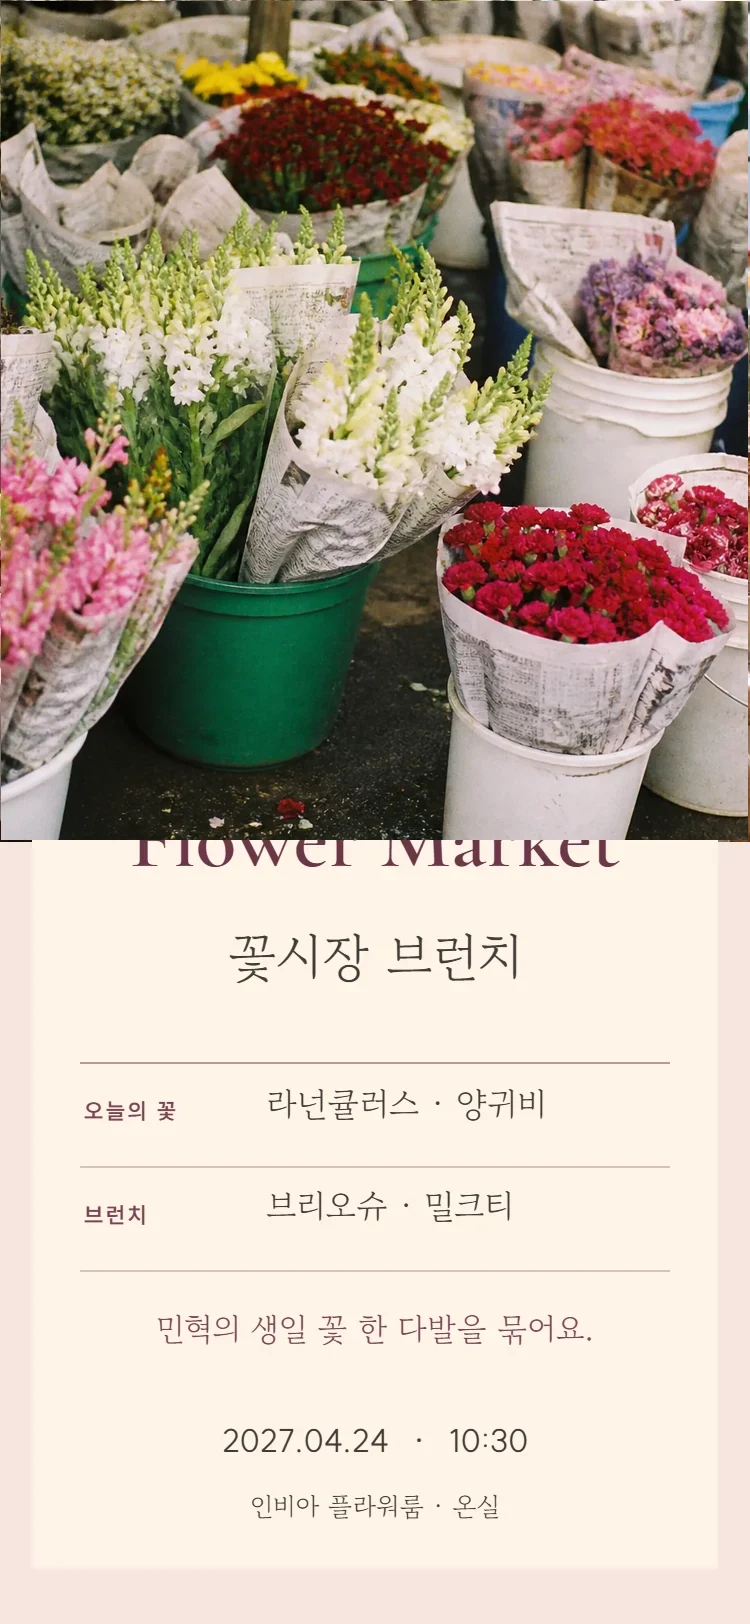 Flower Market
꽃시장 브런치
오늘의 꽃 라넌큘러스 · 양귀비
브런치 브리오슈 · 밀크티
민혁의 생일 꽃 한 다발을 묶어요.
2027.04.24 · 10:30
인비아 플라워룸 · 온실